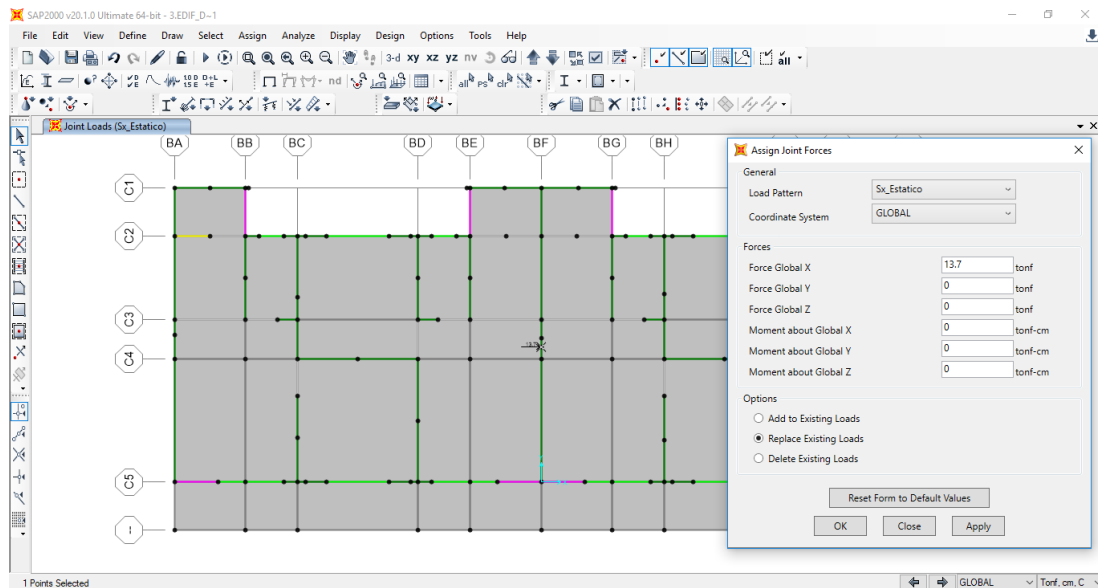 SAP2000 v20.1.0 Ultimate 64-bit - 3.EDIF_D~1
File Edit View Define Draw Select Assign Analyze Display Design Options Tools Help
3-d xy xz yz nv all
nd all ps clr
Joint Loads (Sx_Estatico)
BA BB BC BD BE BF BG BH
C1
C2
C3
C4
C5
Assign Joint Forces
General
Load Pattern Sx_Estatico
Coordinate System GLOBAL
Forces
Force Global X 13.7 tonf
Force Global Y 0 tonf
Force Global Z 0 tonf
Moment about Global X 0 tonf-cm
Moment about Global Y 0 tonf-cm
Moment about Global Z 0 tonf-cm
Options
Add to Existing Loads
Replace Existing Loads
Delete Existing Loads
Reset Form to Default Values
OK Close Apply
1 Points Selected GLOBAL Tonf, cm, C